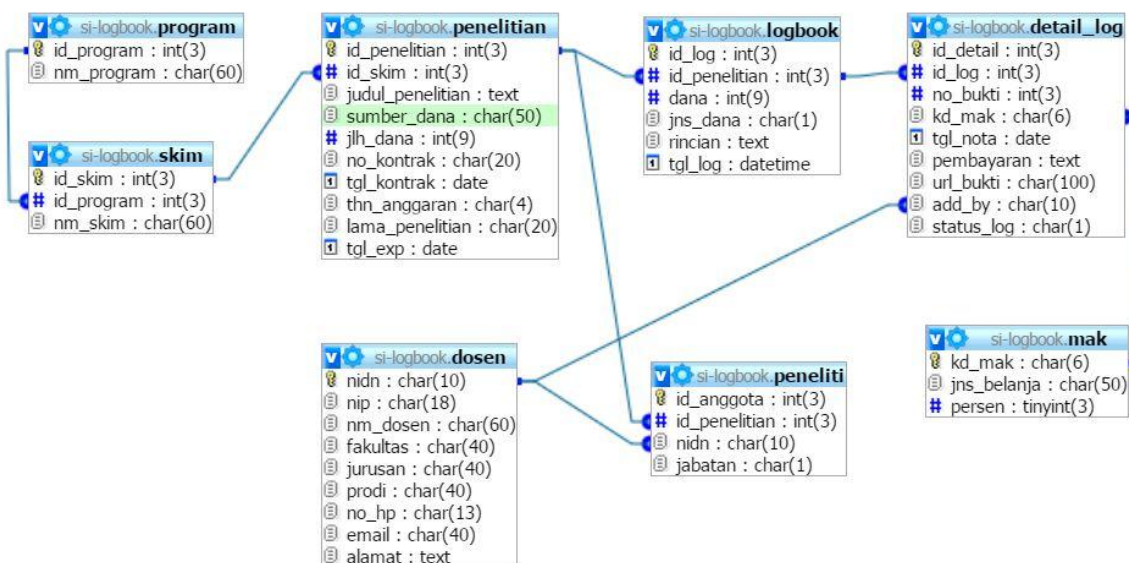 si-logbook.program
id_program : int(3)
nm_program : char(60)
si-logbook.skim
id_skim : int(3)
id_program : int(3)
nm_skim : char(60)
si-logbook.penelitian
id_penelitian : int(3)
id_skim : int(3)
judul_penelitian : text
sumber_dana : char(50)
jlh_dana : int(9)
no_kontrak : char(20)
tgl_kontrak : date
thn_anggaran : char(4)
lama_penelitian : char(20)
tgl_exp : date
si-logbook.logbook
id_log : int(3)
id_penelitian : int(3)
dana : int(9)
jns_dana : char(1)
rincian : text
tgl_log : datetime
si-logbook.detail_log
id_detail : int(3)
id_log : int(3)
no_bukti : int(3)
kd_mak : char(6)
tgl_nota : date
pembayaran : text
url_bukti : char(100)
add_by : char(10)
status_log : char(1)
si-logbook.dosen
nidn : char(10)
nip : char(18)
nm_dosen : char(60)
fakultas : char(40)
jurusan : char(40)
prodi : char(40)
no_hp : char(13)
email : char(40)
alamat : text
si-logbook.peneliti
id_anggota : int(3)
id_penelitian : int(3)
nidn : char(10)
jabatan : char(1)
si-logbook.mak
kd_mak : char(6)
jns_belanja : char(50)
persen : tinyint(3)